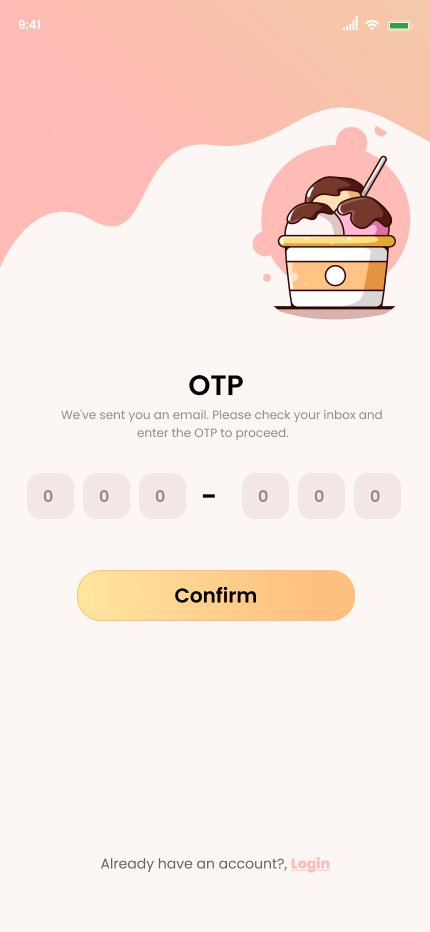 9:41
OTP
We've sent you an email. Please check your inbox and
enter the OTP to proceed.
0 0 0 - 0 0 0
Confirm
Already have an account?, Login